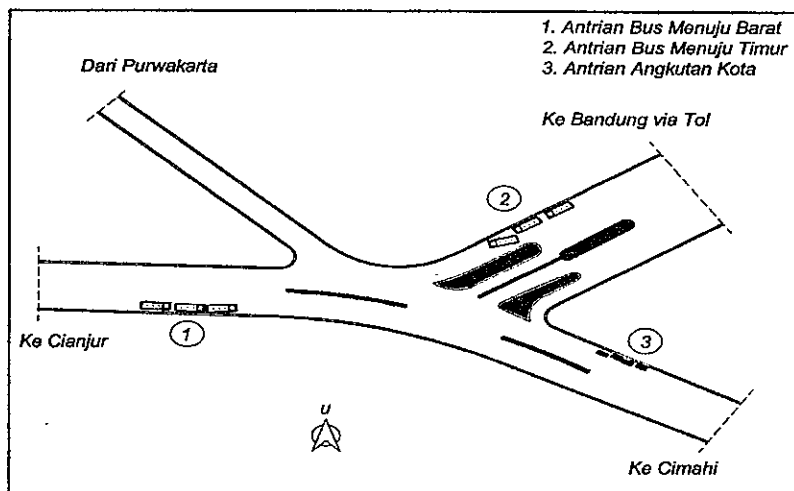 1. Antrian Bus Menuju Barat
2. Antrian Bus Menuju Timur
3. Antrian Angkutan Kota
Dari Purwakarta
Ke Bandung via Tol
2
1
Ke Cianjur
3
u
Ke Cimahi